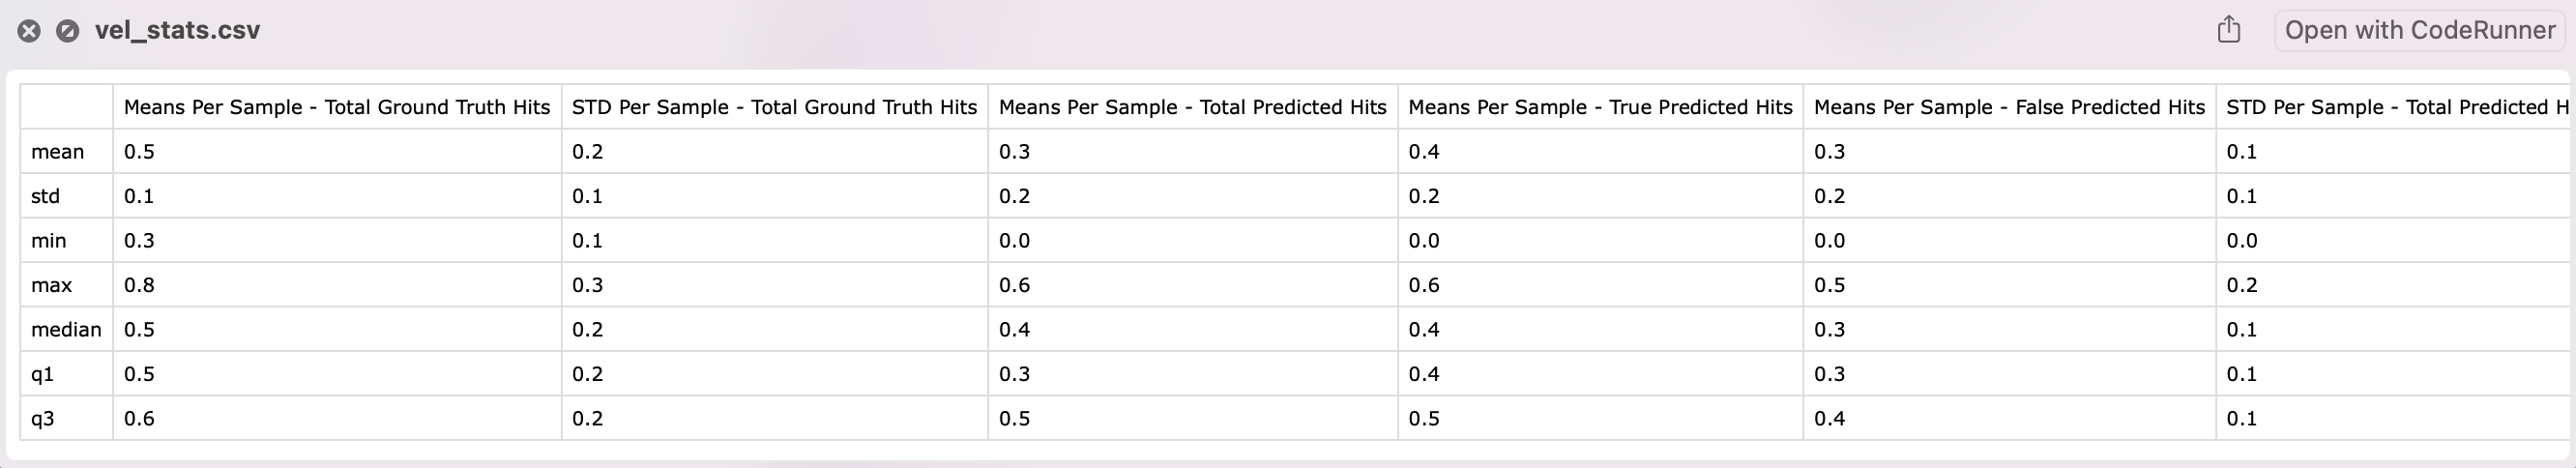 vel_stats.csv Open with CodeRunner
Means Per Sample - Total Ground Truth Hits STD Per Sample - Total Ground Truth Hits Means Per Sample - Total Predicted Hits Means Per Sample - True Predicted Hits Means Per Sample - False Predicted Hits STD Per Sample - Total Predicted H
mean 0.5 0.2 0.3 0.4 0.3 0.1
std 0.1 0.1 0.2 0.2 0.2 0.1
min 0.3 0.1 0.0 0.0 0.0 0.0
max 0.8 0.3 0.6 0.6 0.5 0.2
median 0.5 0.2 0.4 0.4 0.3 0.1
q1 0.5 0.2 0.3 0.4 0.3 0.1
q3 0.6 0.2 0.5 0.5 0.4 0.1